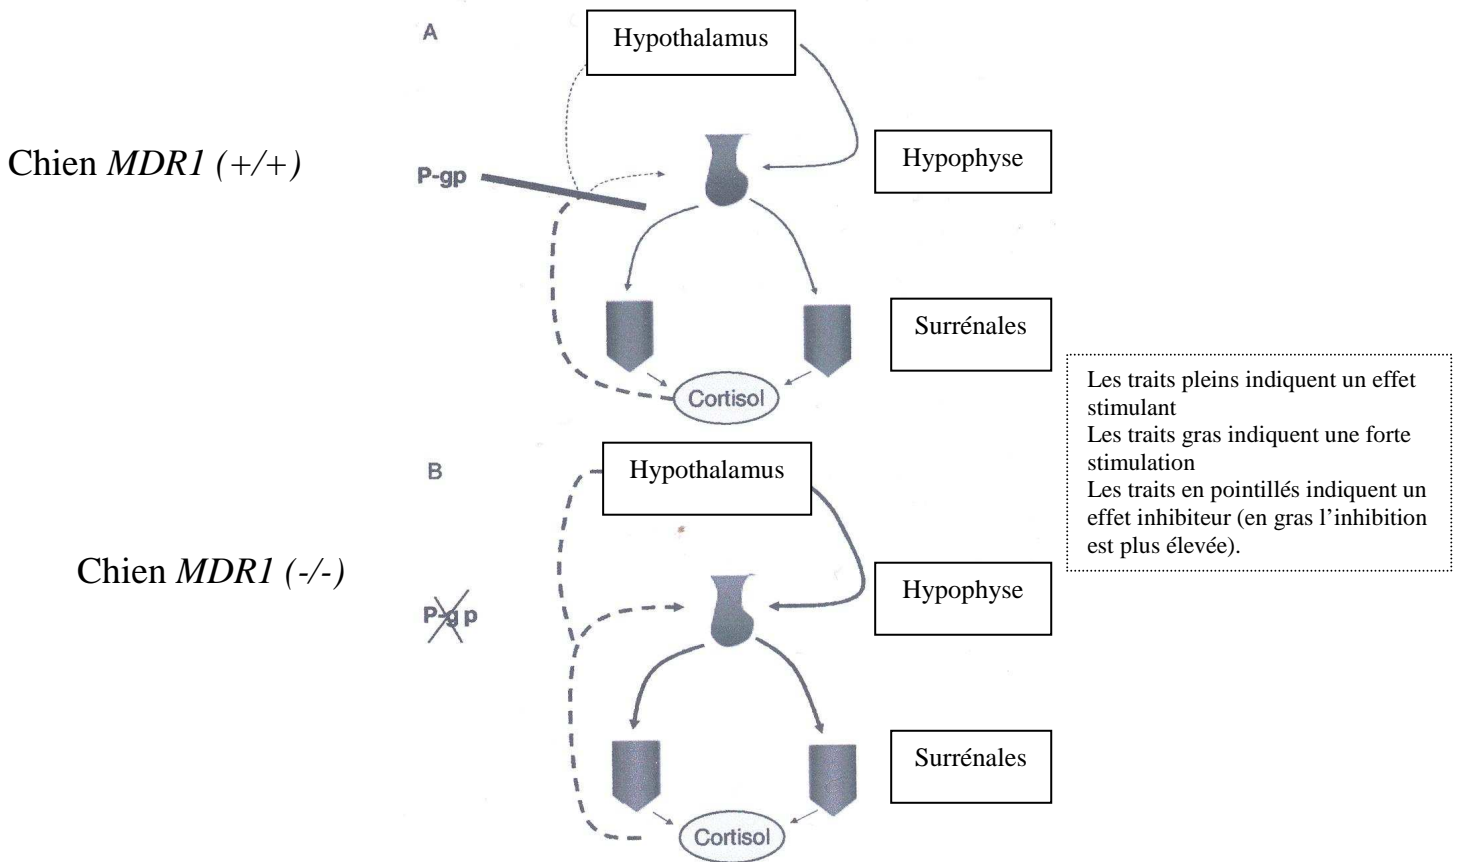 A
Hypothalamus
Chien MDR1 (+/+)
Hypophyse
P-gp
Surrénales
Cortisol
Les traits pleins indiquent un effet
stimulant
Les traits gras indiquent une forte
stimulation
Les traits en pointillés indiquent un
effet inhibiteur (en gras l’inhibition
est plus élevée).
B
Hypothalamus
Chien MDR1 (-/-)
Hypophyse
P-g p
Surrénales
Cortisol